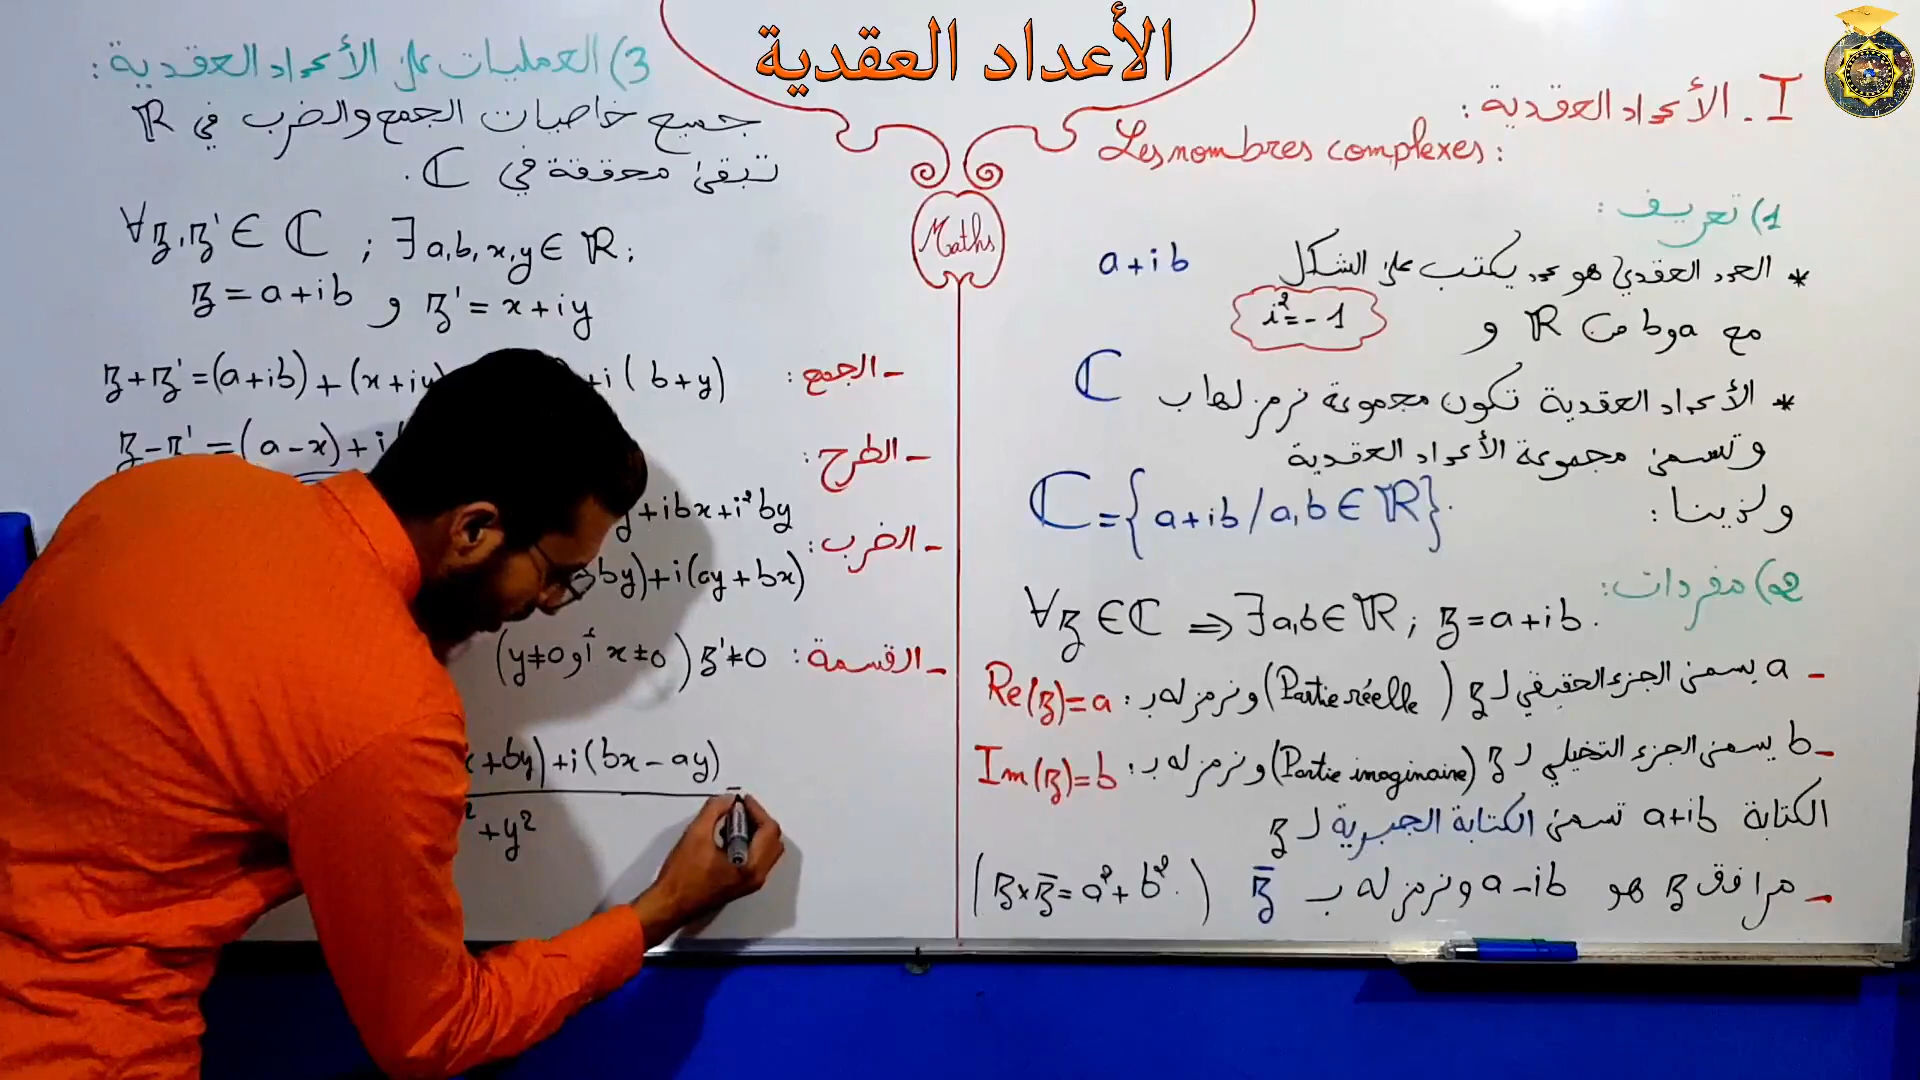 الأعداد العقدية
I. الأعداد العقدية:
Les nombres complexes:
1) تعريف:
* العدد العقدي هو عدد يكتب على الشكل a+ib
مع a و b من ℝ و i²=-1
* الأعداد العقدية تكون مجموعة نرمز لها ب ℂ
وتسمى مجموعة الأعداد العقدية
ولدينا: ℂ={a+ib/a,b∈ℝ}.
2) مفردات:
∀z∈ℂ ⇒ ∃a,b∈ℝ; z=a+ib.
- a يسمى الجزء الحقيقي ل z (Partie réelle) ونرمز له ب: Re(z)=a
- b يسمى الجزء التخيلي ل z (Partie imaginaire) ونرمز له ب: Im(z)=b
الكتابة a+ib تسمى الكتابة الجبرية ل z
- مرافق z هو a-ib ونرمز له ب z̄ (z×z̄=a²+b².)
Maths
3) العمليات على الأعداد العقدية:
جميع خاصيات الجمع والضرب في ℝ
تبقى محققة في ℂ.
∀z,z'∈ℂ ; ∃a,b,x,y∈ℝ;
z=a+ib و z'=x+iy
- الجمع: z+z'=(a+ib)+(x+iy) +i(b+y)
- الطرح: z-z'=(a-x)+i(
+ibx+i²by
- الضرب: by)+i(ay+bx)
- القسمة: z'≠0 (x≠0 أو y≠0)
+by)+i(bx-ay)
² +y²